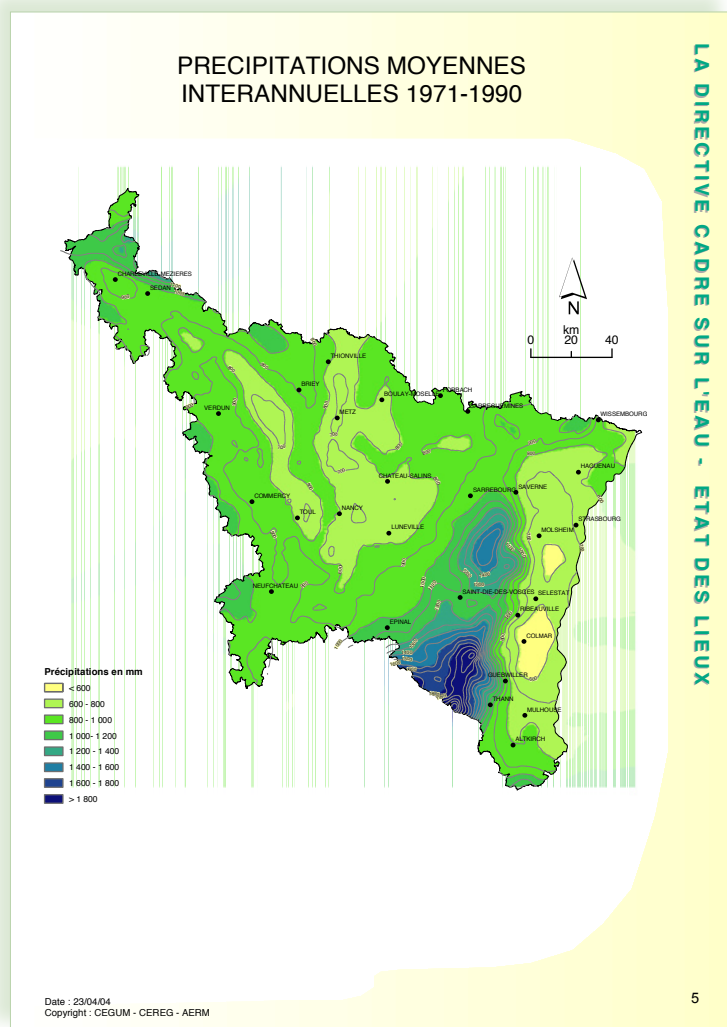 PRECIPITATIONS MOYENNES
INTERANNUELLES 1971-1990
LA DIRECTIVE CADRE SUR L'EAU - ETAT DES LIEUX
CHARLEVILLE-MEZIERES
SEDAN
N
km
0 20 40
THIONVILLE
BRIEY
BOULAY-MOSELLE
FORBACH
SARREGUEMINES
WISSEMBOURG
VERDUN
METZ
HAGUENAU
CHATEAU-SALINS
SARREBOURG
SAVERNE
COMMERCY
TOUL
NANCY
STRASBOURG
LUNEVILLE
MOLSHEIM
NEUFCHATEAU
SAINT-DIE-DES-VOSGES
SELESTAT
RIBEAUVILLE
EPINAL
COLMAR
GUEBWILLER
THANN
MULHOUSE
ALTKIRCH
Précipitations en mm
< 600
600 - 800
800 - 1 000
1 000- 1 200
1 200 - 1 400
1 400 - 1 600
1 600 - 1 800
> 1 800
Date : 23/04/04
Copyright : CEGUM - CEREG - AERM
5